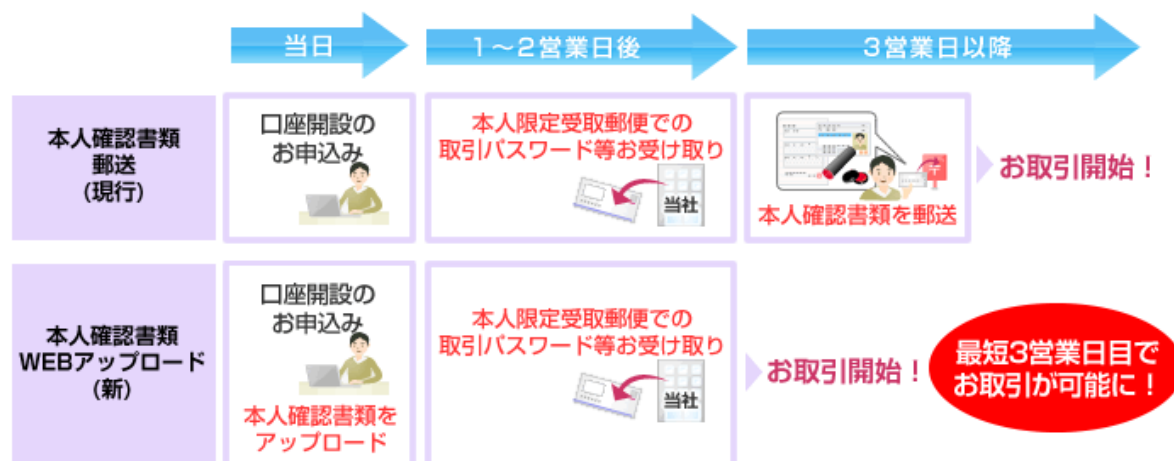 当日
1～2営業日後
3営業日以降
本人確認書類
郵送
(現行)
口座開設の
お申込み
本人限定受取郵便での
取引パスワード等お受け取り
当社
本人確認書類を郵送
お取引開始！
本人確認書類
WEBアップロード
(新)
口座開設の
お申込み
本人確認書類を
アップロード
本人限定受取郵便での
取引パスワード等お受け取り
当社
お取引開始！
最短3営業日目で
お取引が可能に！